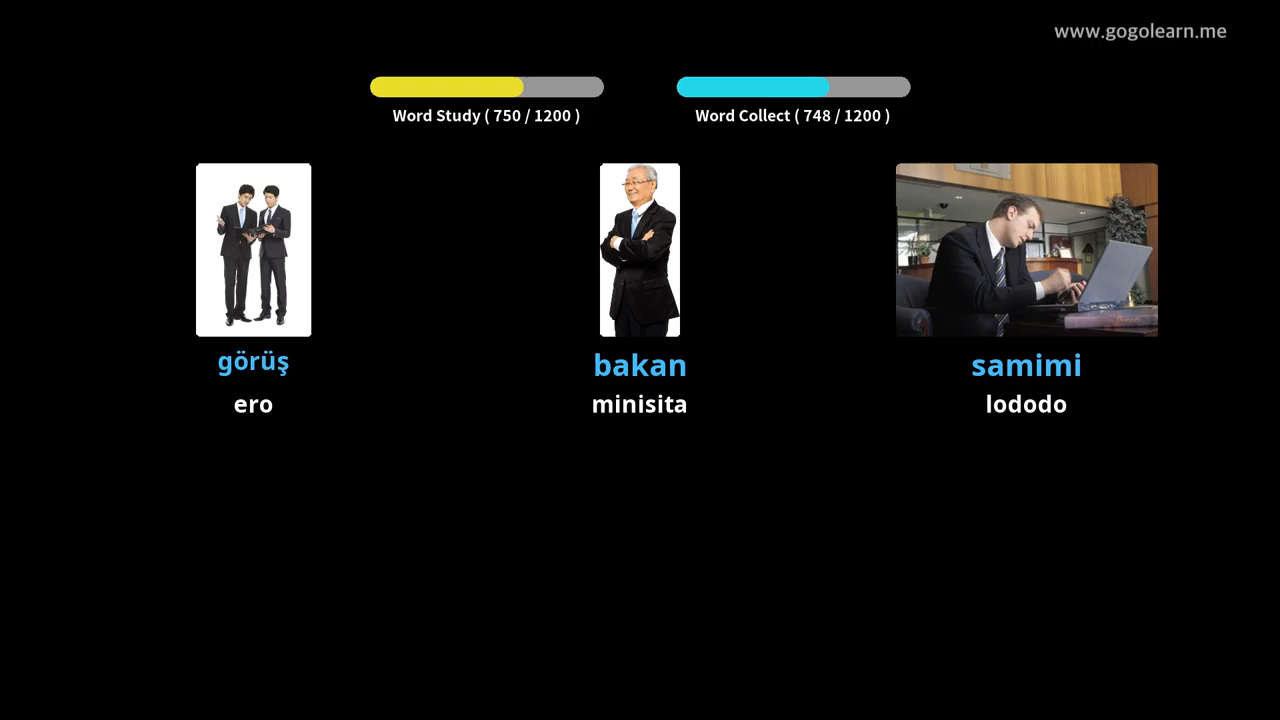 www.gogolearn.me
Word Study ( 750 / 1200 )
Word Collect ( 748 / 1200 )
görüş
bakan
samimi
ero
minisita
lododo